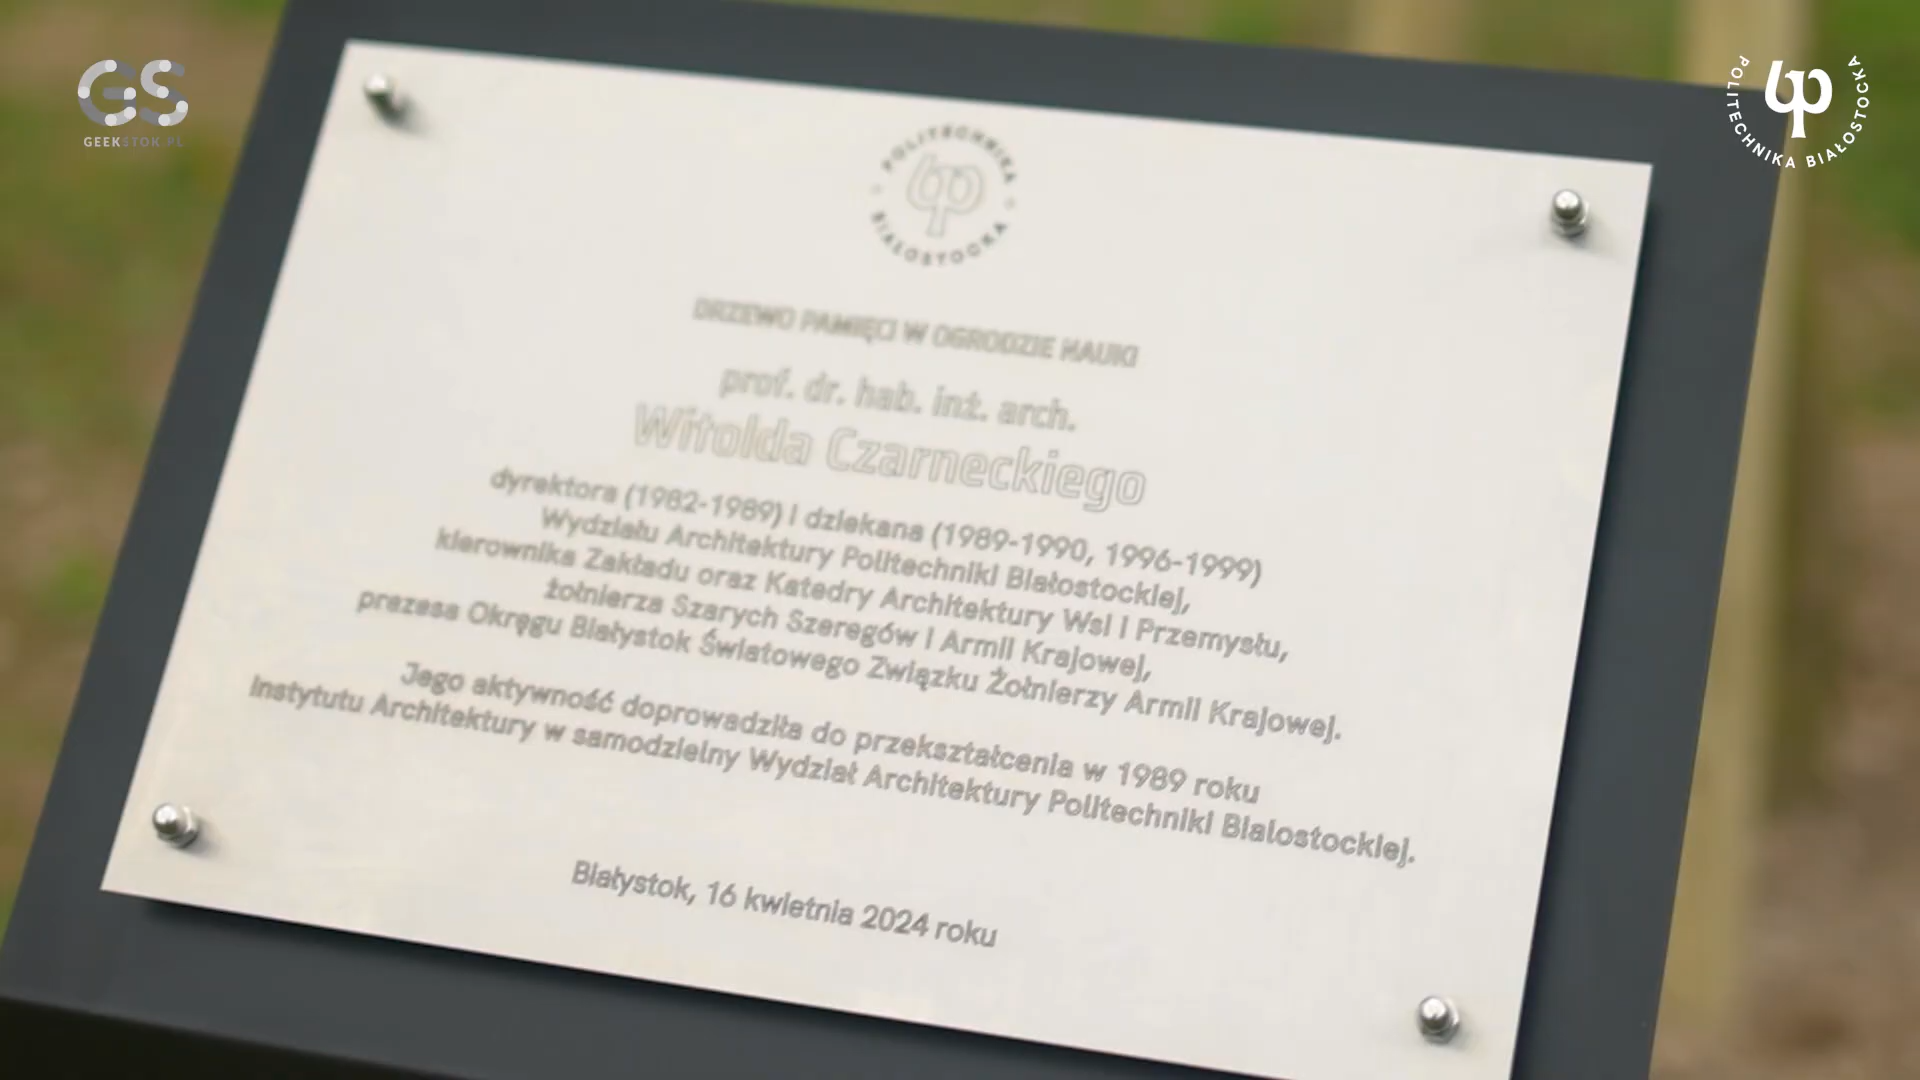 GS
GEEKSTOK.PL
POLITECHNIKA BIAŁOSTOCKA
POLITECHNIKA
BIAŁOSTOCKA
DRZEWO PAMIĘCI W OGRODZIE NAUKI
prof. dr. hab. inż. arch.
Witolda Czarneckiego
dyrektora (1982-1989) i dziekana (1989-1990, 1996-1999)
Wydziału Architektury Politechniki Białostockiej,
kierownika Zakładu oraz Katedry Architektury Wsi i Przemysłu,
żołnierza Szarych Szeregów i Armii Krajowej,
prezesa Okręgu Białystok Światowego Związku Żołnierzy Armii Krajowej.
Jego aktywność doprowadziła do przekształcenia w 1989 roku
Instytutu Architektury w samodzielny Wydział Architektury Politechniki Bialostockiej.
Białystok, 16 kwietnia 2024 roku